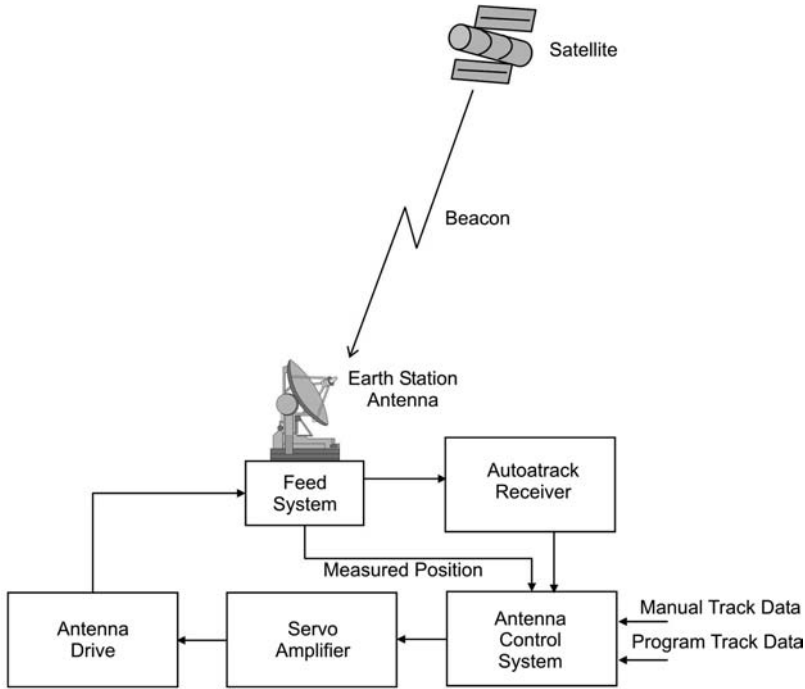 Satellite
Beacon
Earth Station
Antenna
Feed
System
Autoatrack
Receiver
Measured Position
Antenna
Drive
Servo
Amplifier
Antenna
Control
System
Manual Track Data
Program Track Data